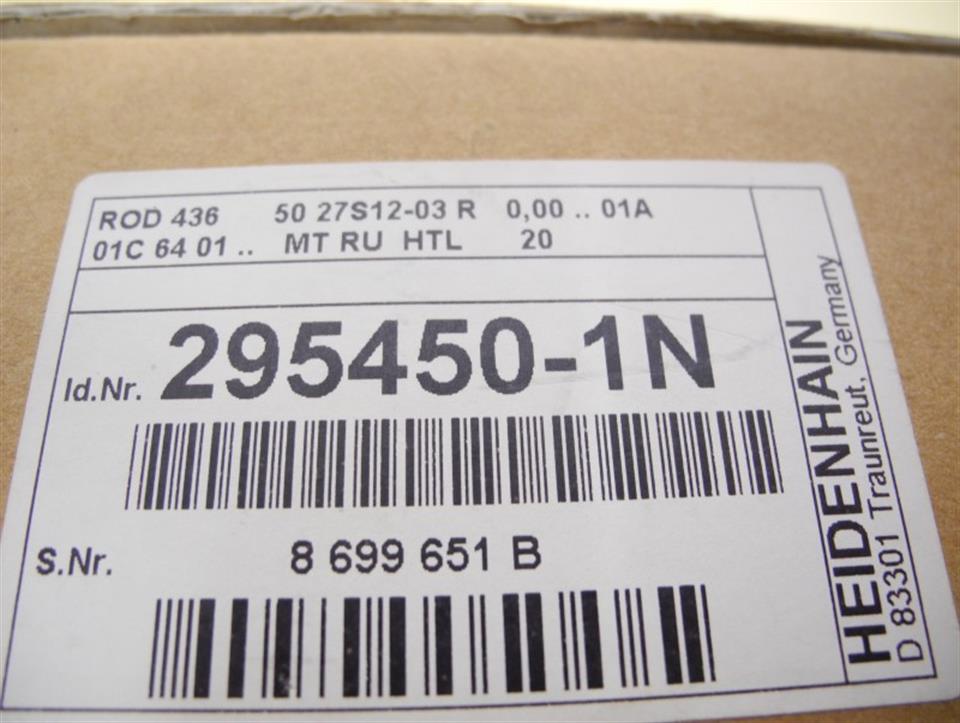 ROD 436 50 27S12-03 R 0,00 .. 01A
01C 64 01 .. MT RU HTL 20
Id.Nr. 295450-1N
S.Nr. 8 699 651 B
HEIDENHAIN
D 83301 Traunreut, Germany